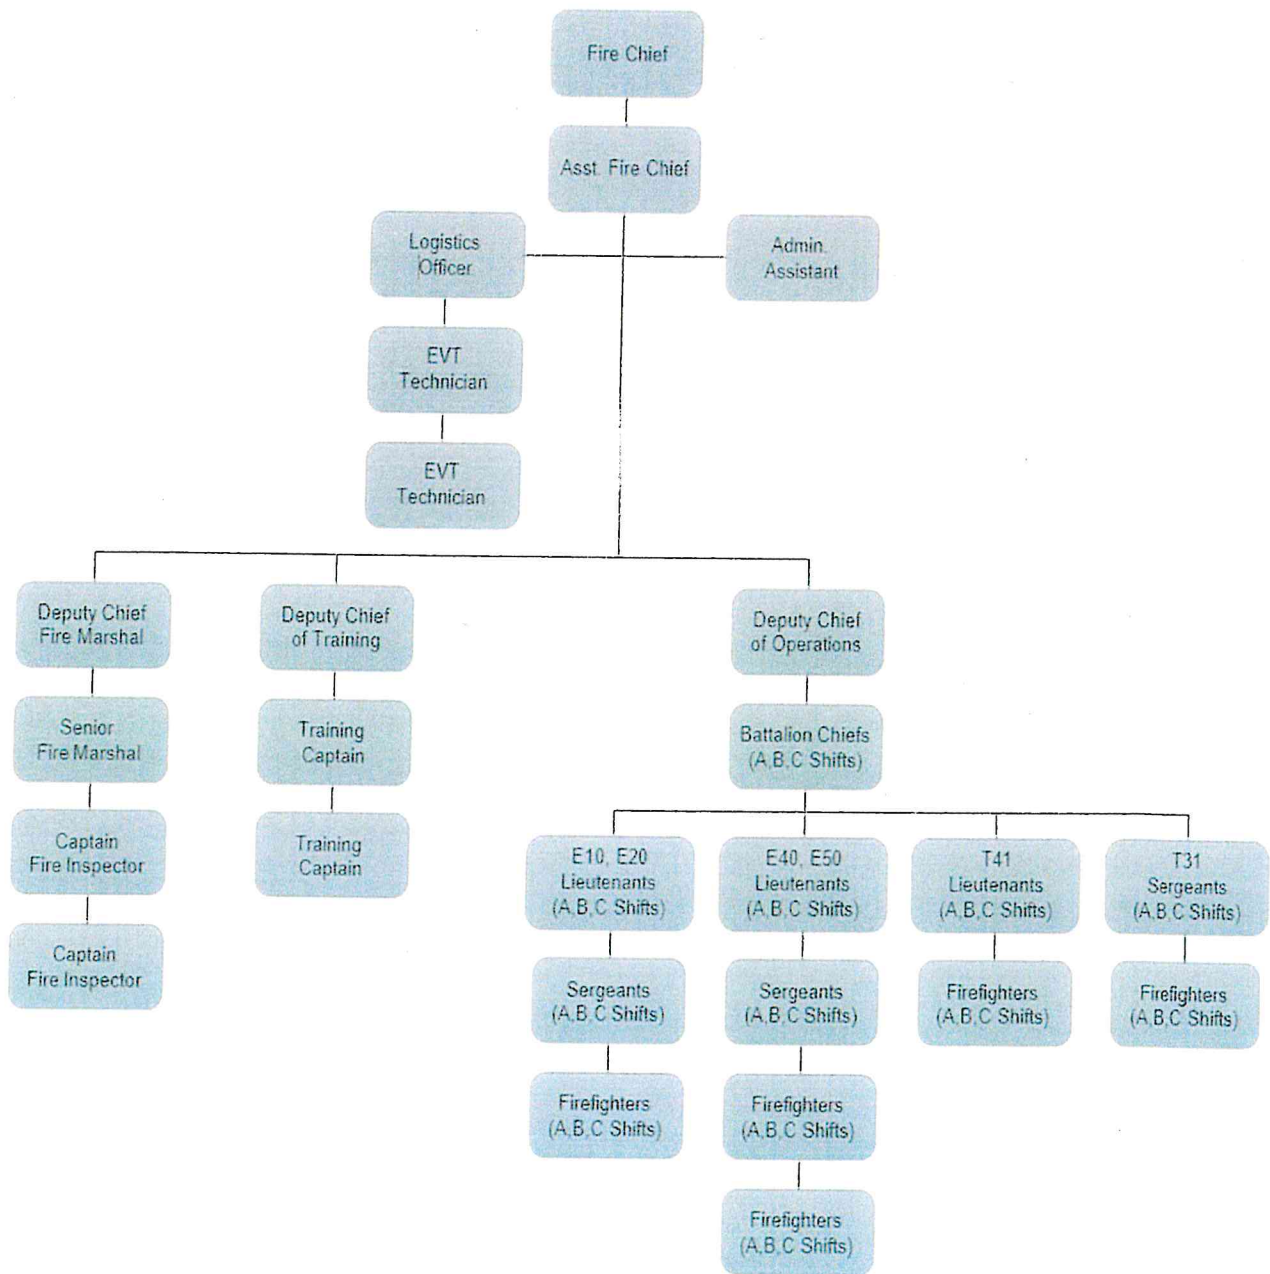 Fire Chief
Asst. Fire Chief
Logistics
Officer
Admin.
Assistant
EVT
Technician
EVT
Technician
Deputy Chief
Fire Marshal
Deputy Chief
of Training
Deputy Chief
of Operations
Senior
Fire Marshal
Training
Captain
Battalion Chiefs
(A,B,C Shifts)
Captain
Fire Inspector
Training
Captain
E10, E20
Lieutenants
(A,B,C Shifts)
E40, E50
Lieutenants
(A,B,C Shifts)
T41
Lieutenants
(A,B,C Shifts)
T31
Sergeants
(A,B,C Shifts)
Captain
Fire Inspector
Sergeants
(A,B,C Shifts)
Sergeants
(A,B,C Shifts)
Firefighters
(A,B,C Shifts)
Firefighters
(A,B,C Shifts)
Firefighters
(A,B,C Shifts)
Firefighters
(A,B,C Shifts)
Firefighters
(A,B,C Shifts)